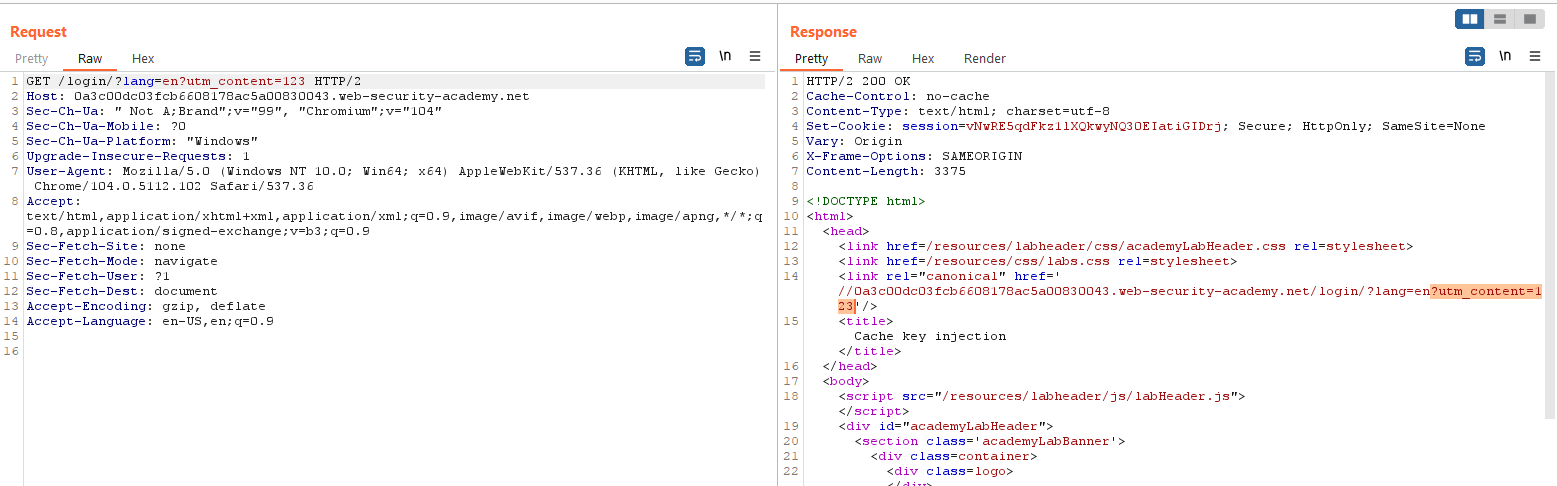 Request
Pretty Raw Hex \n
1 GET /login/?lang=en?utm_content=123 HTTP/2
2 Host: 0a3c00dc03fcb6608178ac5a00830043.web-security-academy.net
3 Sec-Ch-Ua: " Not A;Brand";v="99", "Chromium";v="104"
4 Sec-Ch-Ua-Mobile: ?0
5 Sec-Ch-Ua-Platform: "Windows"
6 Upgrade-Insecure-Requests: 1
7 User-Agent: Mozilla/5.0 (Windows NT 10.0; Win64; x64) AppleWebKit/537.36 (KHTML, like Gecko)
Chrome/104.0.5112.102 Safari/537.36
8 Accept:
text/html,application/xhtml+xml,application/xml;q=0.9,image/avif,image/webp,image/apng,*/*;q
=0.8,application/signed-exchange;v=b3;q=0.9
9 Sec-Fetch-Site: none
10 Sec-Fetch-Mode: navigate
11 Sec-Fetch-User: ?1
12 Sec-Fetch-Dest: document
13 Accept-Encoding: gzip, deflate
14 Accept-Language: en-US,en;q=0.9
15
16
Response
Pretty Raw Hex Render \n
1 HTTP/2 200 OK
2 Cache-Control: no-cache
3 Content-Type: text/html; charset=utf-8
4 Set-Cookie: session=vNwRE5qdFkz1lXQkwyNQ3OEIatiGIDrj; Secure; HttpOnly; SameSite=None
5 Vary: Origin
6 X-Frame-Options: SAMEORIGIN
7 Content-Length: 3375
8
9 <!DOCTYPE html>
10 <html>
11 <head>
12 <link href=/resources/labheader/css/academyLabHeader.css rel=stylesheet>
13 <link href=/resources/css/labs.css rel=stylesheet>
14 <link rel="canonical" href='
//0a3c00dc03fcb6608178ac5a00830043.web-security-academy.net/login/?lang=en?utm_content=1
23'/>
15 <title>
Cache key injection
</title>
16 </head>
17 <body>
18 <script src="/resources/labheader/js/labHeader.js">
</script>
19 <div id="academyLabHeader">
20 <section class='academyLabBanner'>
21 <div class=container>
22 <div class=logo>
</div>